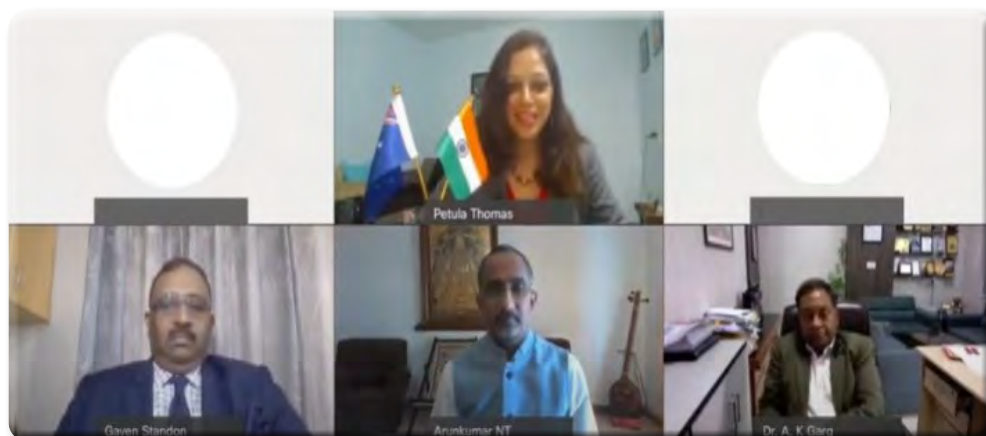 Petula Thomas
Gaven Standon
Arunkumar NT
Dr. A. K Garg